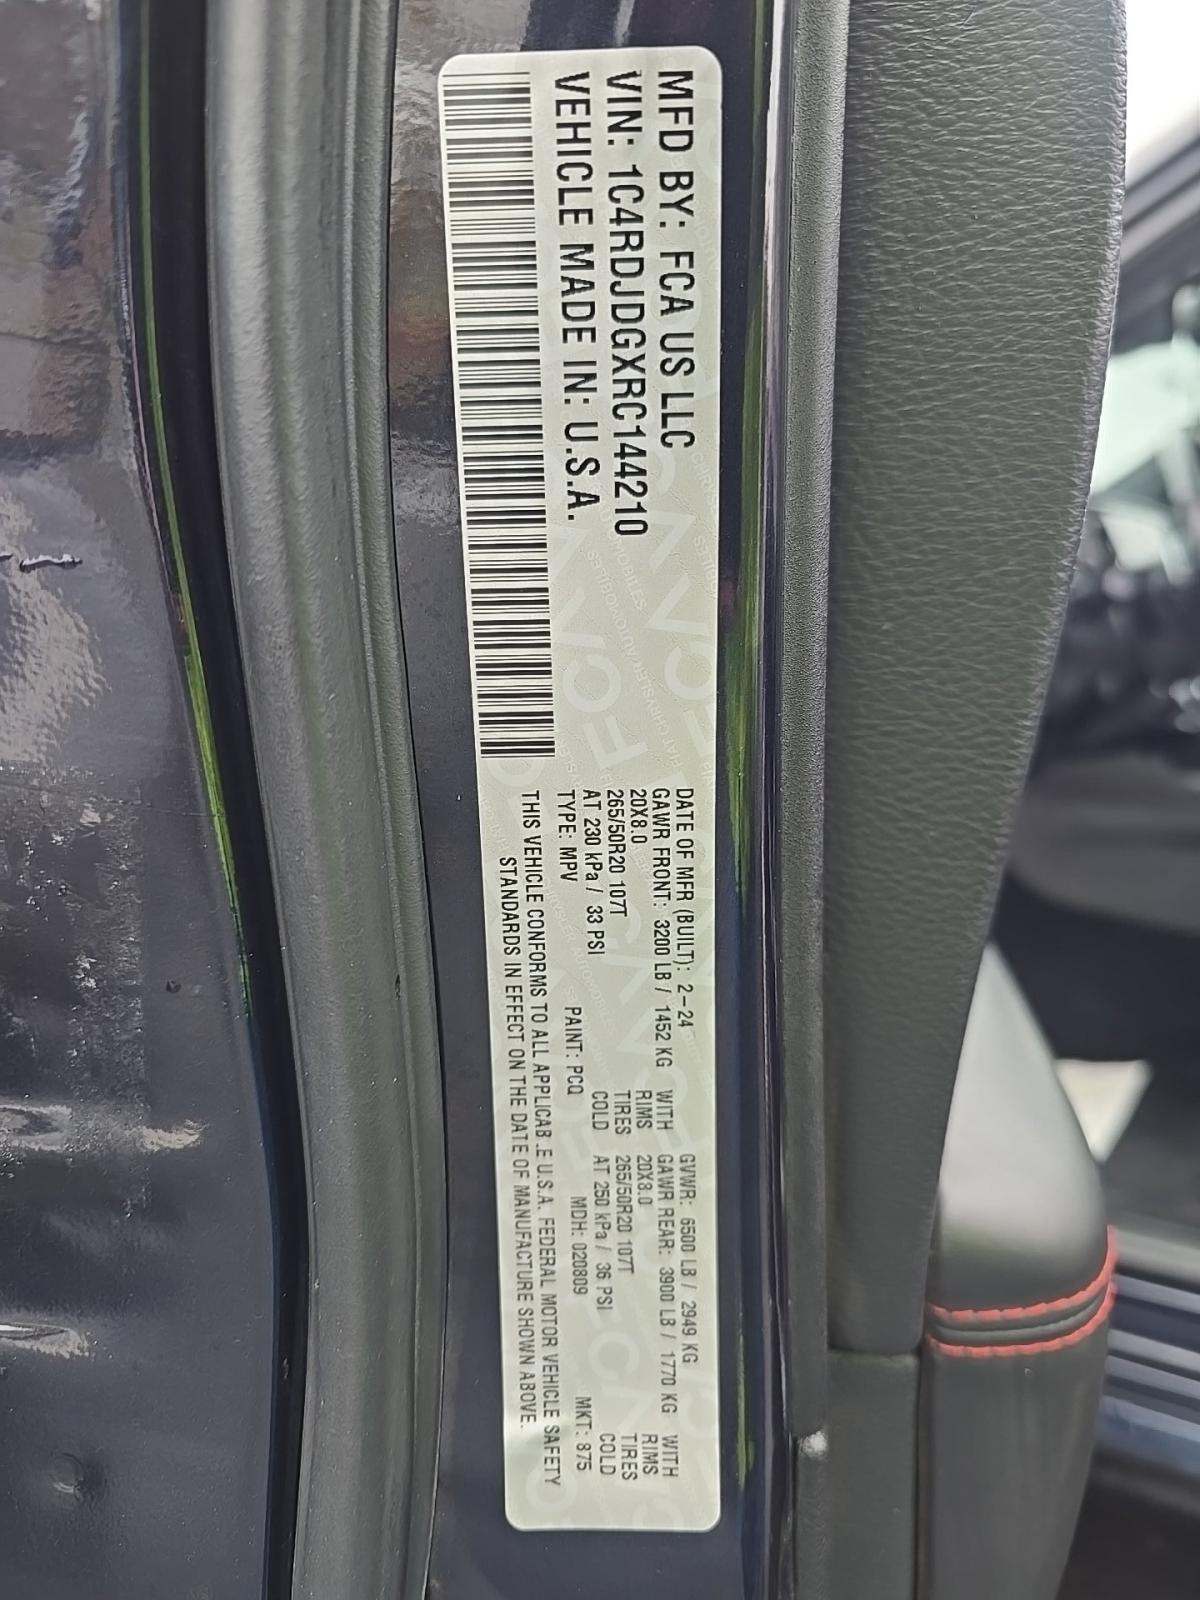 MFD BY: FCA US LLC
VIN: 1C4RDJDGXRC144210
VEHICLE MADE IN: U.S.A.
DATE OF MFR (BUILT): 2-24 GVWR: 6500 LB / 2949 KG
GAWR FRONT: 3200 LB / 1452 KG WITH GAWR REAR: 3900 LB / 1770 KG WITH
20X8.0 RIMS 20X8.0 RIMS
265/50R20 107T TIRES 265/50R20 107T TIRES
AT 230 kPa / 33 PSI COLD AT 250 kPa / 36 PSI COLD
TYPE: MPV PAINT: PCQ MDH: 020809 MKT: 875
THIS VEHICLE CONFORMS TO ALL APPLICABLE U.S.A. FEDERAL MOTOR VEHICLE SAFETY
STANDARDS IN EFFECT ON THE DATE OF MANUFACTURE SHOWN ABOVE.